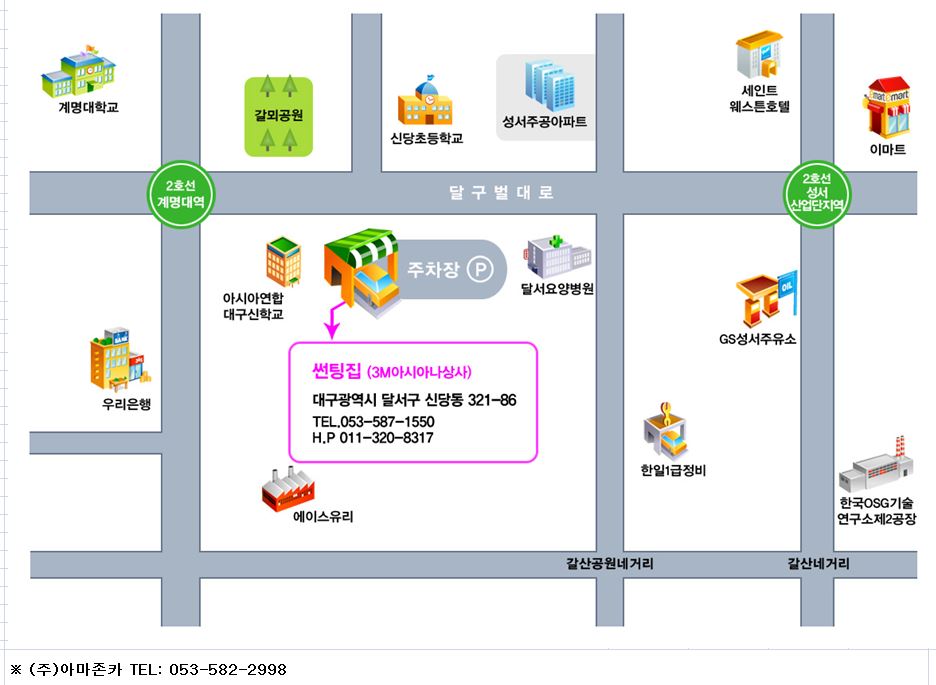 계명대학교
갈뫼공원
신당초등학교
성서주공아파트
세인트
웨스튼호텔
mart
이마트
2호선
계명대역
달구벌대로
2호선
성서
산업단지역
아시아연합
대구신학교
주차장 P
달서요양병원
OIL
GS성서주유소
우리은행
썬팅집 (3M아시아나상사)
대구광역시 달서구 신당동 321-86
TEL.053-587-1550
H.P 011-320-8317
한일1급정비
에이스유리
한국OSG기술
연구소제2공장
갈산공원네거리
갈산네거리
※ (주)아마존카 TEL: 053-582-2998